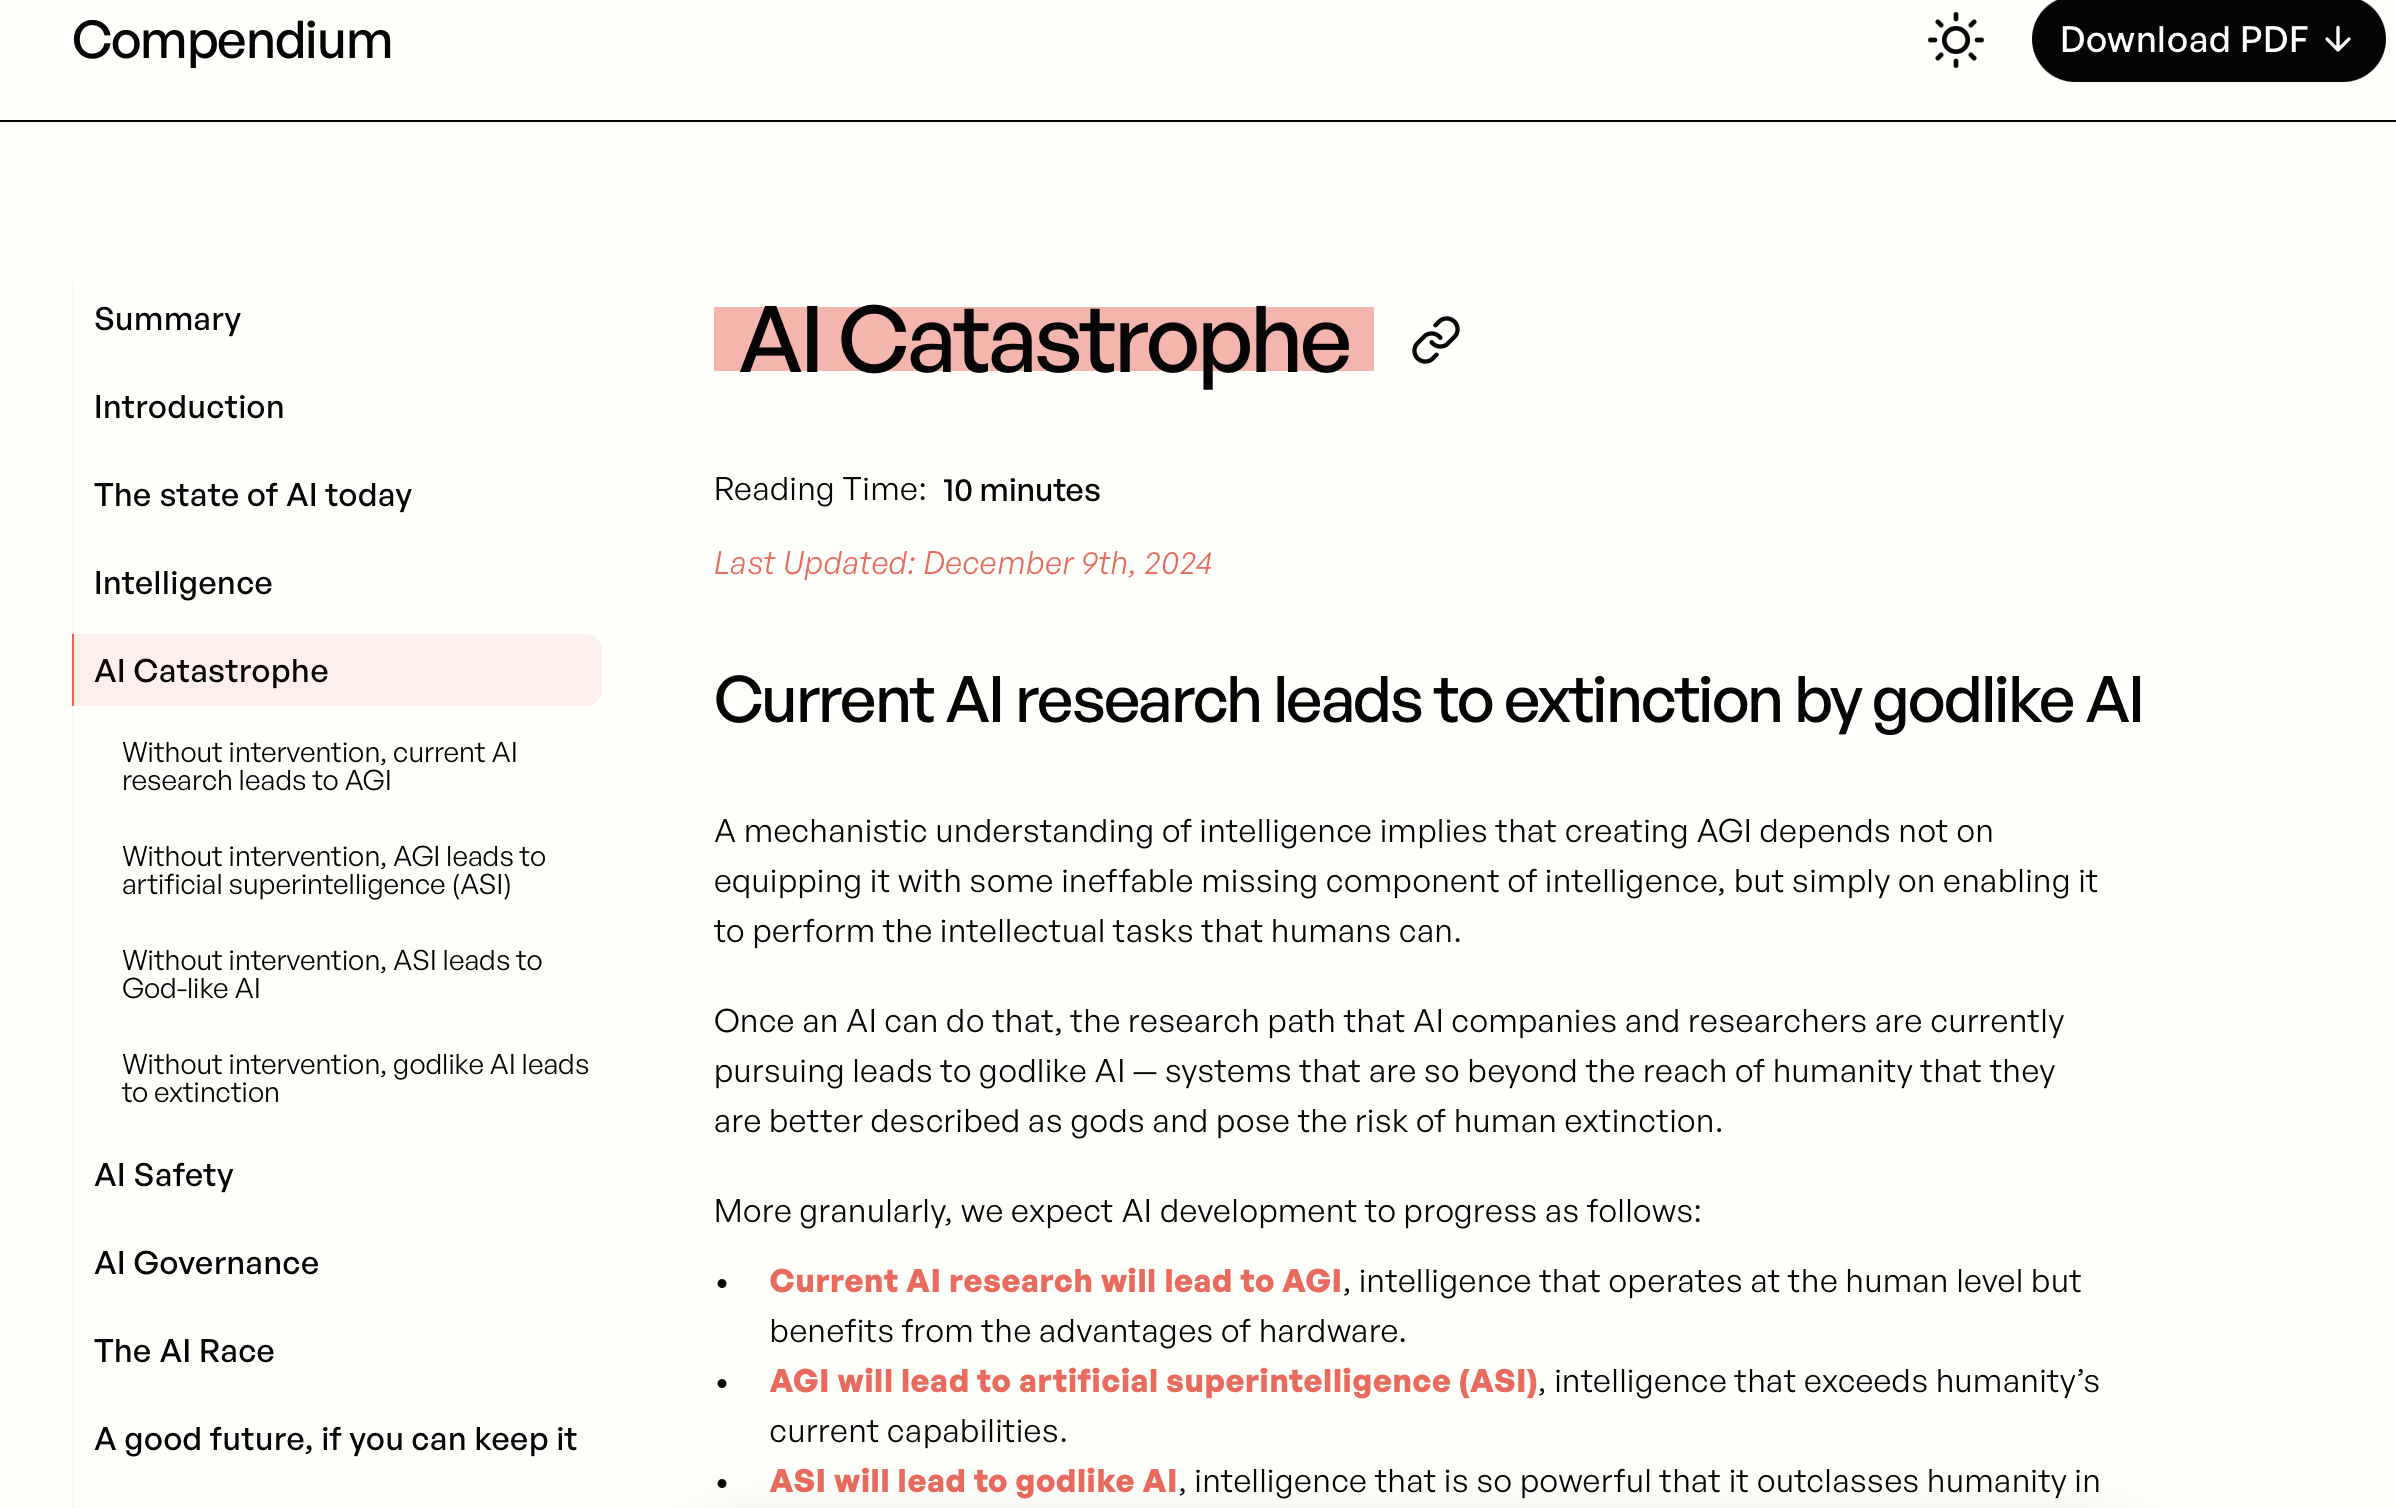 Compendium
Download PDF ↓
Summary
Introduction
The state of AI today
Intelligence
AI Catastrophe
Without intervention, current AI
research leads to AGI
Without intervention, AGI leads to
artificial superintelligence (ASI)
Without intervention, ASI leads to
God-like AI
Without intervention, godlike AI leads
to extinction
AI Safety
AI Governance
The AI Race
A good future, if you can keep it
AI Catastrophe
Reading Time: 10 minutes
Last Updated: December 9th, 2024
Current AI research leads to extinction by godlike AI
A mechanistic understanding of intelligence implies that creating AGI depends not on
equipping it with some ineffable missing component of intelligence, but simply on enabling it
to perform the intellectual tasks that humans can.
Once an AI can do that, the research path that AI companies and researchers are currently
pursuing leads to godlike AI — systems that are so beyond the reach of humanity that they
are better described as gods and pose the risk of human extinction.
More granularly, we expect AI development to progress as follows:
• Current AI research will lead to AGI, intelligence that operates at the human level but
benefits from the advantages of hardware.
• AGI will lead to artificial superintelligence (ASI), intelligence that exceeds humanity’s
current capabilities.
• ASI will lead to godlike AI, intelligence that is so powerful that it outclasses humanity in